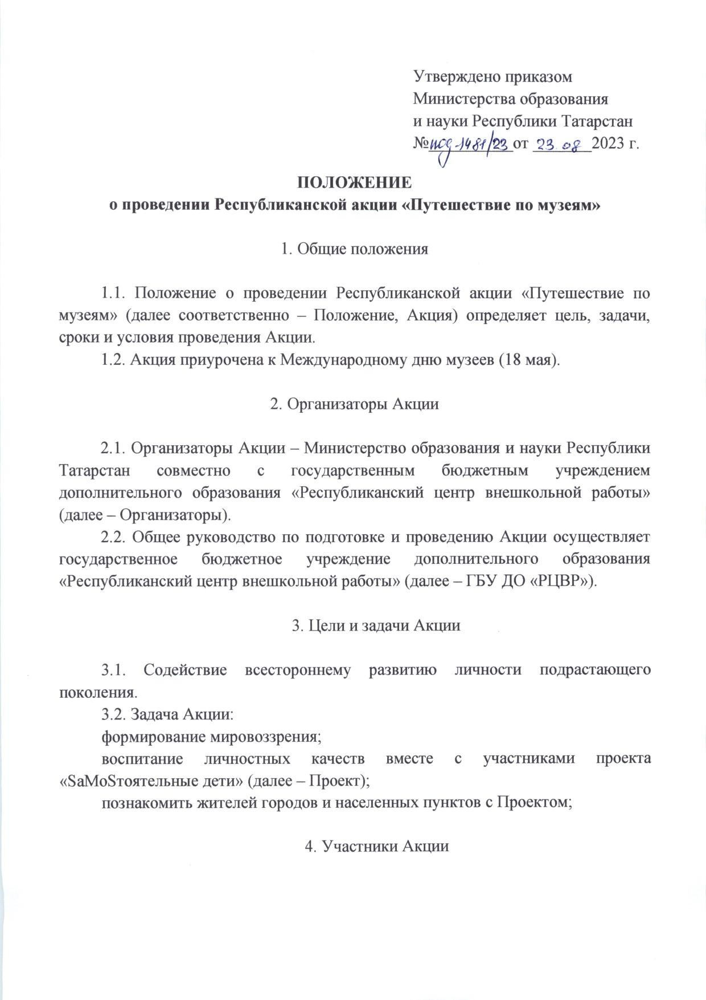 Утверждено приказом
Министерства образования
и науки Республики Татарстан
№ под-1481/23 от 23.08 2023 г.
ПОЛОЖЕНИЕ
о проведении Республиканской акции «Путешествие по музеям»
1. Общие положения
1.1. Положение о проведении Республиканской акции «Путешествие по
музеям» (далее соответственно – Положение, Акция) определяет цель, задачи,
сроки и условия проведения Акции.
1.2. Акция приурочена к Международному дню музеев (18 мая).
2. Организаторы Акции
2.1. Организаторы Акции – Министерство образования и науки Республики
Татарстан совместно с государственным бюджетным учреждением
дополнительного образования «Республиканский центр внешкольной работы»
(далее – Организаторы).
2.2. Общее руководство по подготовке и проведению Акции осуществляет
государственное бюджетное учреждение дополнительного образования
«Республиканский центр внешкольной работы» (далее – ГБУ ДО «РЦВР»).
3. Цели и задачи Акции
3.1. Содействие всестороннему развитию личности подрастающего
поколения.
3.2. Задача Акции:
формирование мировоззрения;
воспитание личностных качеств вместе с участниками проекта
«SaMoSтоятельные дети» (далее – Проект);
познакомить жителей городов и населенных пунктов с Проектом;
4. Участники Акции